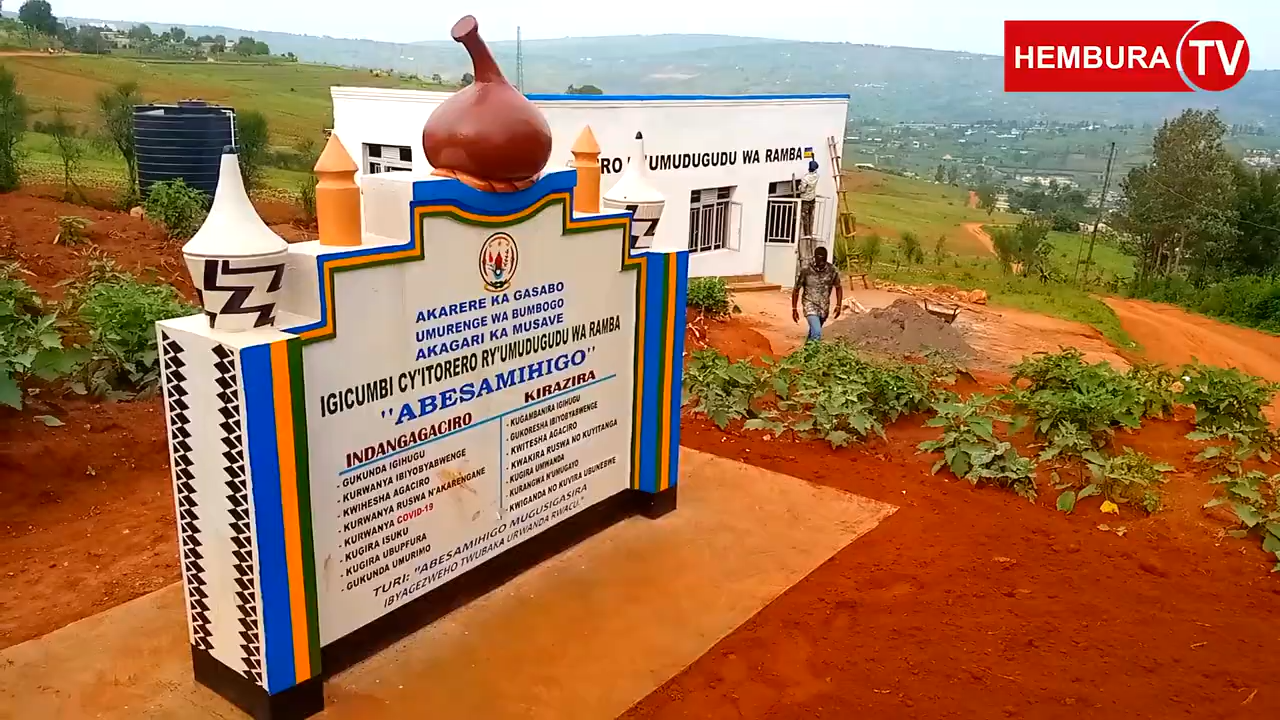 HEMBURA TV
RO UMUDUGUDU WA RAMBA
AKARERE KA GASABO
UMURENGE WA BUMBOGO
AKAGARI KA MUSAVE
IGICUMBI CY'ITORERO RY'UMUDUGUDU WA RAMBA
"ABESAMIHIGO"
INDANGAGACIRO
- GUKUNDA IGIHUGU
- KURWANYA IBIYOBYABWENGE
- KWIHESHA AGACIRO
- KURWANYA RUSWA N'AKARENGANE
- KURWANYA COVID-19
- KUGIRA ISUKU
- KUGIRA UBUPFURA
- GUKUNDA UMURIMO
KIRAZIRA
- KUGAMBANIRA IGIHUGU
- GUKORESHA IBIYOBYABWENGE
- KWITESHA AGACIRO
- KWAKIRA RUSWA NO KUYITANGA
- KUGIRA UMWANDA
- KURANGWA N'UMUGAYO
- KWIGANDA NO KUVIRA UBUNEBWE
TURI: "ABESAMIHIGO MUGUSIGASIRA
IBYAGEZWEHO TWUBAKA URWANDA RWACU."